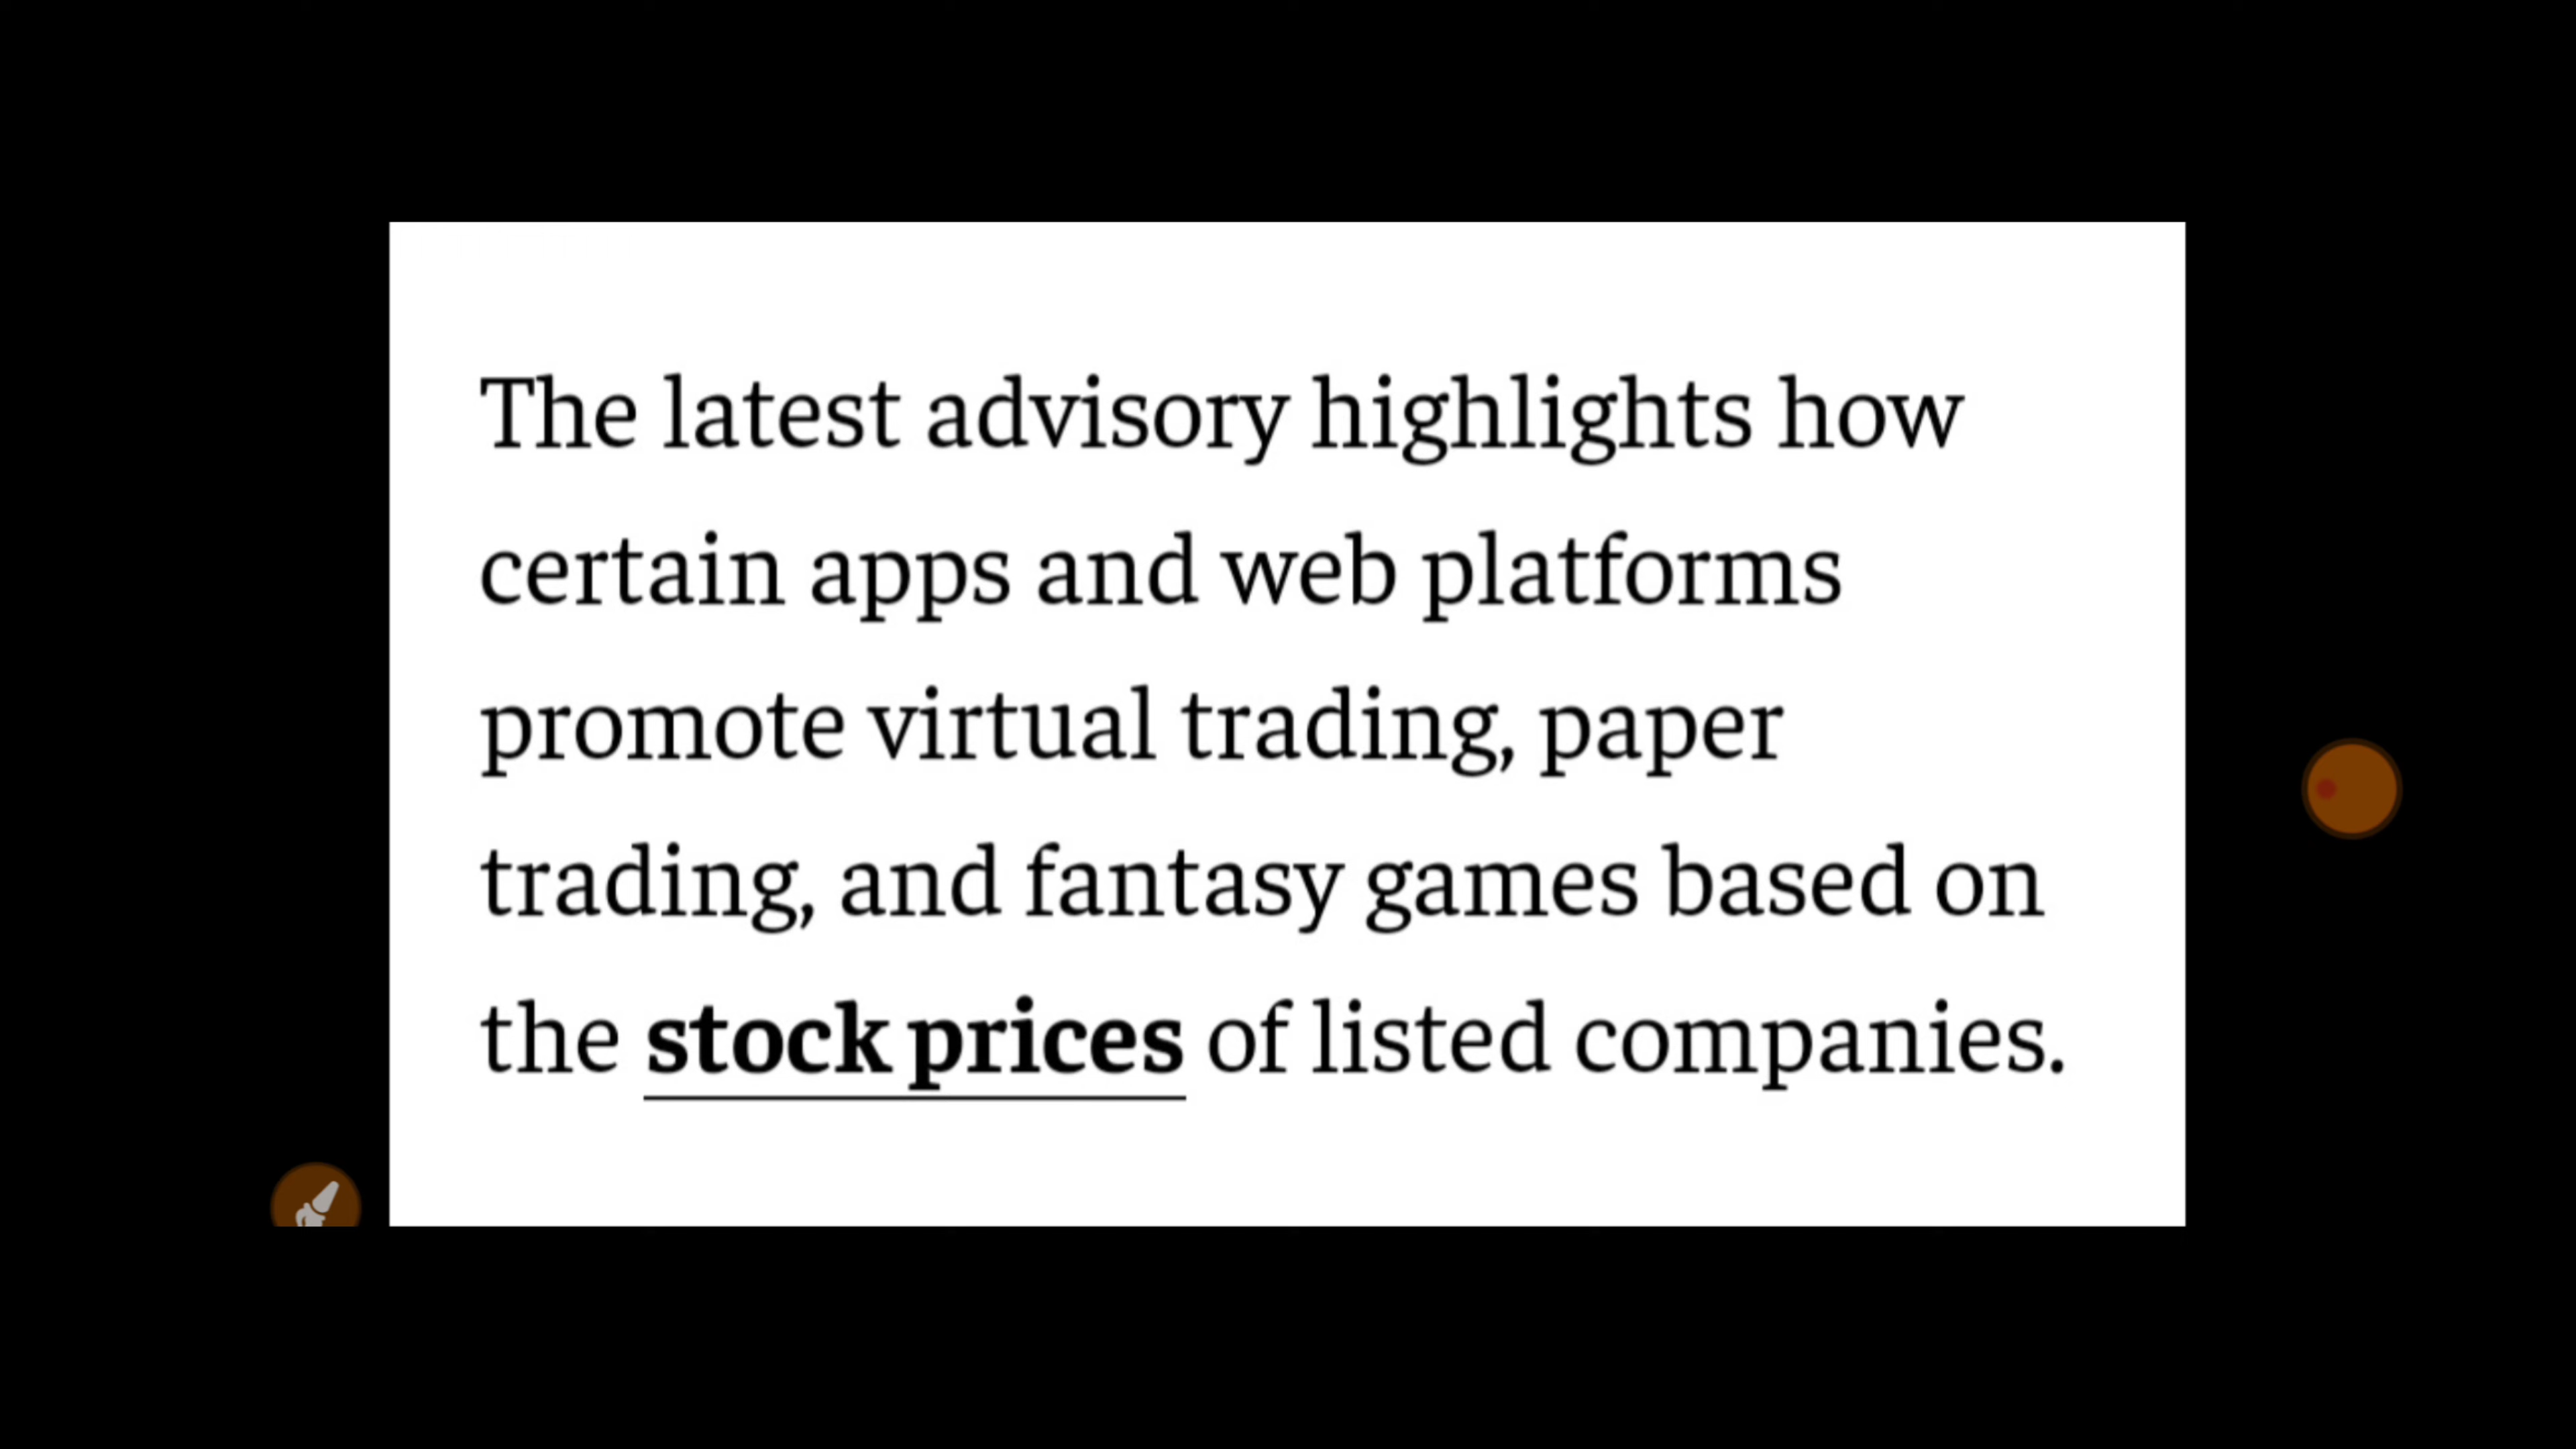 The latest advisory highlights how
certain apps and web platforms
promote virtual trading, paper
trading, and fantasy games based on
the stock prices of listed companies.